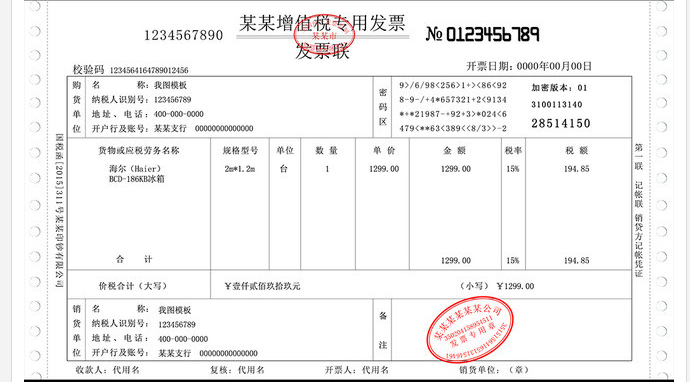 1234567890 某某增值税专用发票 № 0123456789
某某市
发票联
校验码 1234564164789012456 开票日期：0000年00月00日
购货单位
名 称：我图模板
纳税人识别号：123456789
地址、电话：400-000-0000
开户行及账号：某某支行 00000000000000
密码区
9>/6/98<256>1+><86<92
8-9-/+4*657321+2<9134
*+*21987-+92+3>*024<6
479<**63<389<</8/3>>-2
加密版本：01
3100113140
28514150
货物或应税劳务名称 规格型号 单位 数 量 单 价 金 额 税率 税 额
海尔（Haier） 2m*1.2m 台 1 1299.00 1299.00 15% 194.85
BCD-186KB冰箱
合 计 1299.00 15% 194.85
价税合计（大写） ￥壹仟贰佰玖拾玖元 （小写）￥1299.00
销货单位
名 称：我图模板
纳税人识别号：123456789
地址、电话：400-000-0000
开户行及账号：某某支行 00000000000000
备注
某某某某某某公司
发票专用章
收款人：代用名 复核：代用名 开票人：代用名 销货单位：（章）
国税函[2015]311号某某印钞有限公司
第一联 记帐联 销贷方记帐凭证